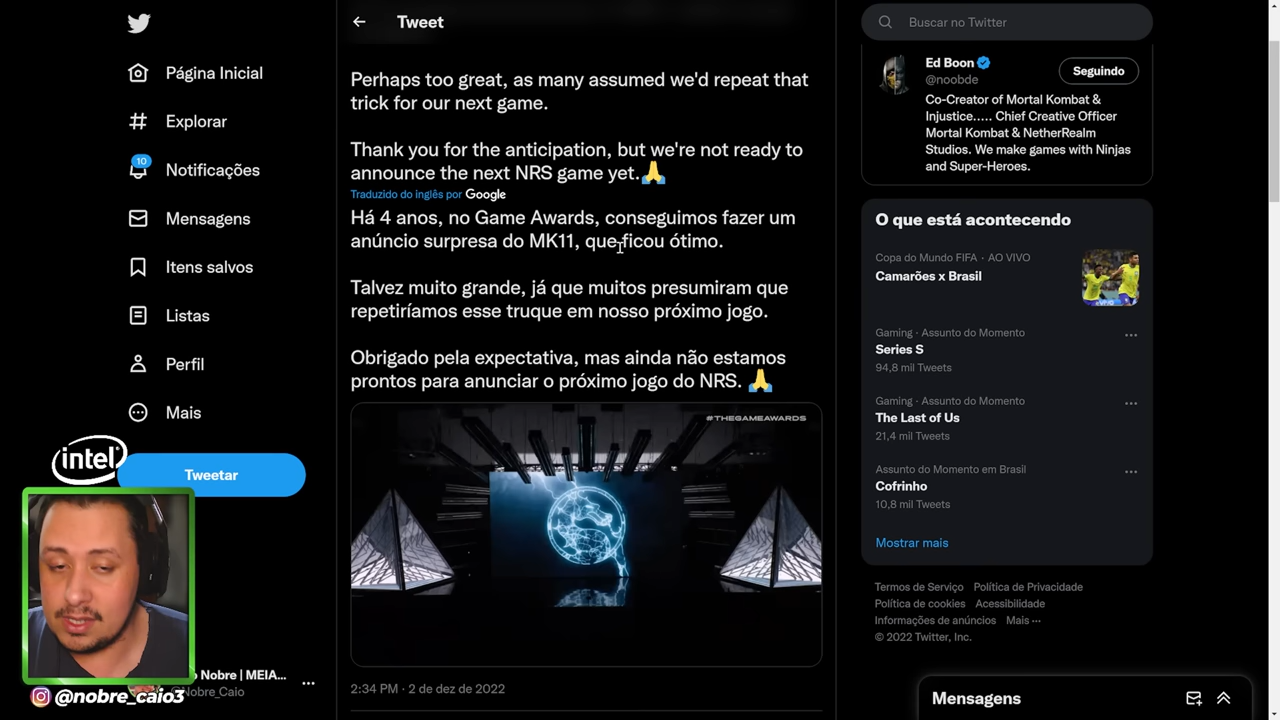 Tweet
Página Inicial
Explorar
10
Notificações
Mensagens
Itens salvos
Listas
Perfil
Mais
intel
Tweetar
Nobre | MEIA...
@Nobre_Caio
@nobre_caio3
Perhaps too great, as many assumed we'd repeat that
trick for our next game.
Thank you for the anticipation, but we're not ready to
announce the next NRS game yet.🙏
Traduzido do inglês por Google
Há 4 anos, no Game Awards, conseguimos fazer um
anúncio surpresa do MK11, que ficou ótimo.
Talvez muito grande, já que muitos presumiram que
repetiríamos esse truque em nosso próximo jogo.
Obrigado pela expectativa, mas ainda não estamos
prontos para anunciar o próximo jogo do NRS. 🙏
#THEGAMEAWARDS
2:34 PM · 2 de dez de 2022
Buscar no Twitter
Ed Boon
@noobde
Seguindo
Co-Creator of Mortal Kombat &
Injustice..... Chief Creative Officer
Mortal Kombat & NetherRealm
Studios. We make games with Ninjas
and Super-Heroes.
O que está acontecendo
Copa do Mundo FIFA · AO VIVO
Camarões x Brasil
Gaming · Assunto do Momento
Series S
94,8 mil Tweets
Gaming · Assunto do Momento
The Last of Us
21,4 mil Tweets
Assunto do Momento em Brasil
Cofrinho
10,8 mil Tweets
Mostrar mais
Termos de Serviço Política de Privacidade
Política de cookies Acessibilidade
Informações de anúncios Mais ···
© 2022 Twitter, Inc.
Mensagens